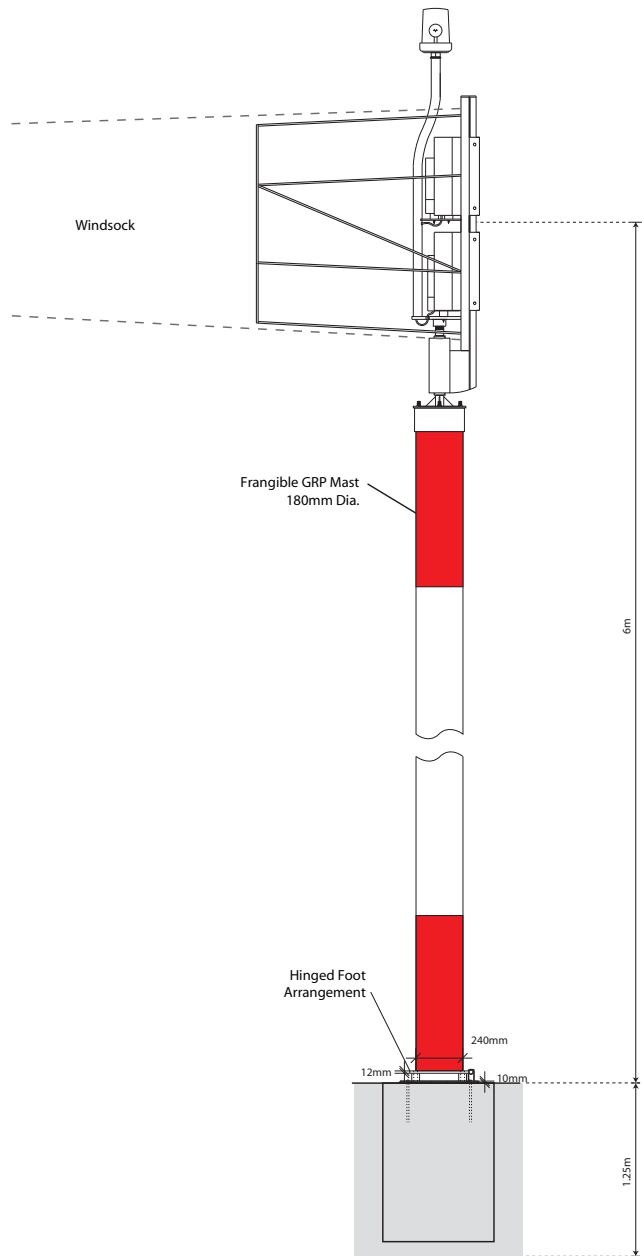 Windsock
Frangible GRP Mast
180mm Dia.
6m
Hinged Foot
Arrangement
240mm
12mm
10mm
1.25m